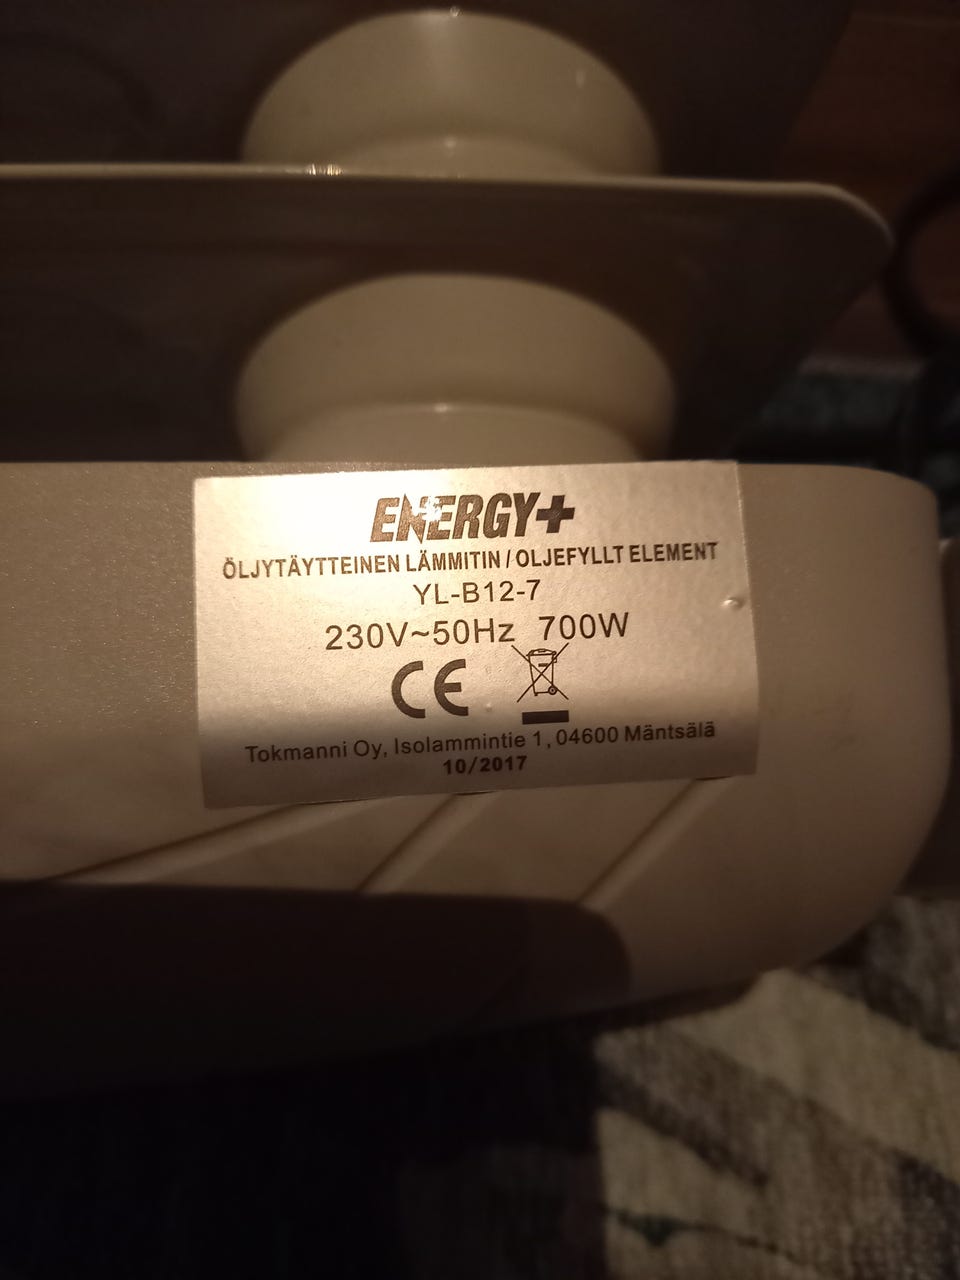 ENERGY+
ÖLJYTÄYTTEINEN LÄMMITIN / OLJEFYLLT ELEMENT
YL-B12-7
230V~50Hz 700W
CE
Tokmanni Oy, Isolammintie 1, 04600 Mäntsälä
10/2017